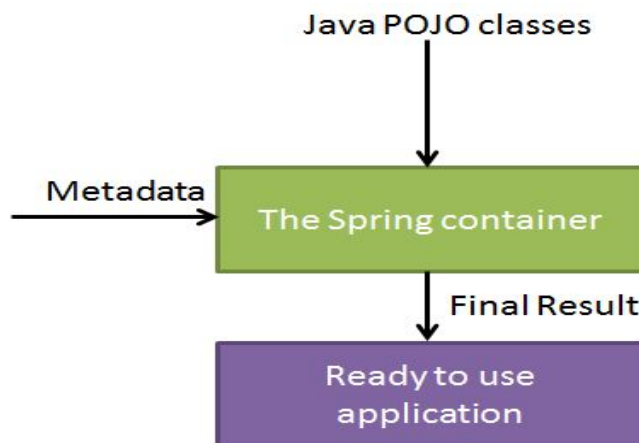 Java POJO classes
Metadata
The Spring container
Final Result
Ready to use
application